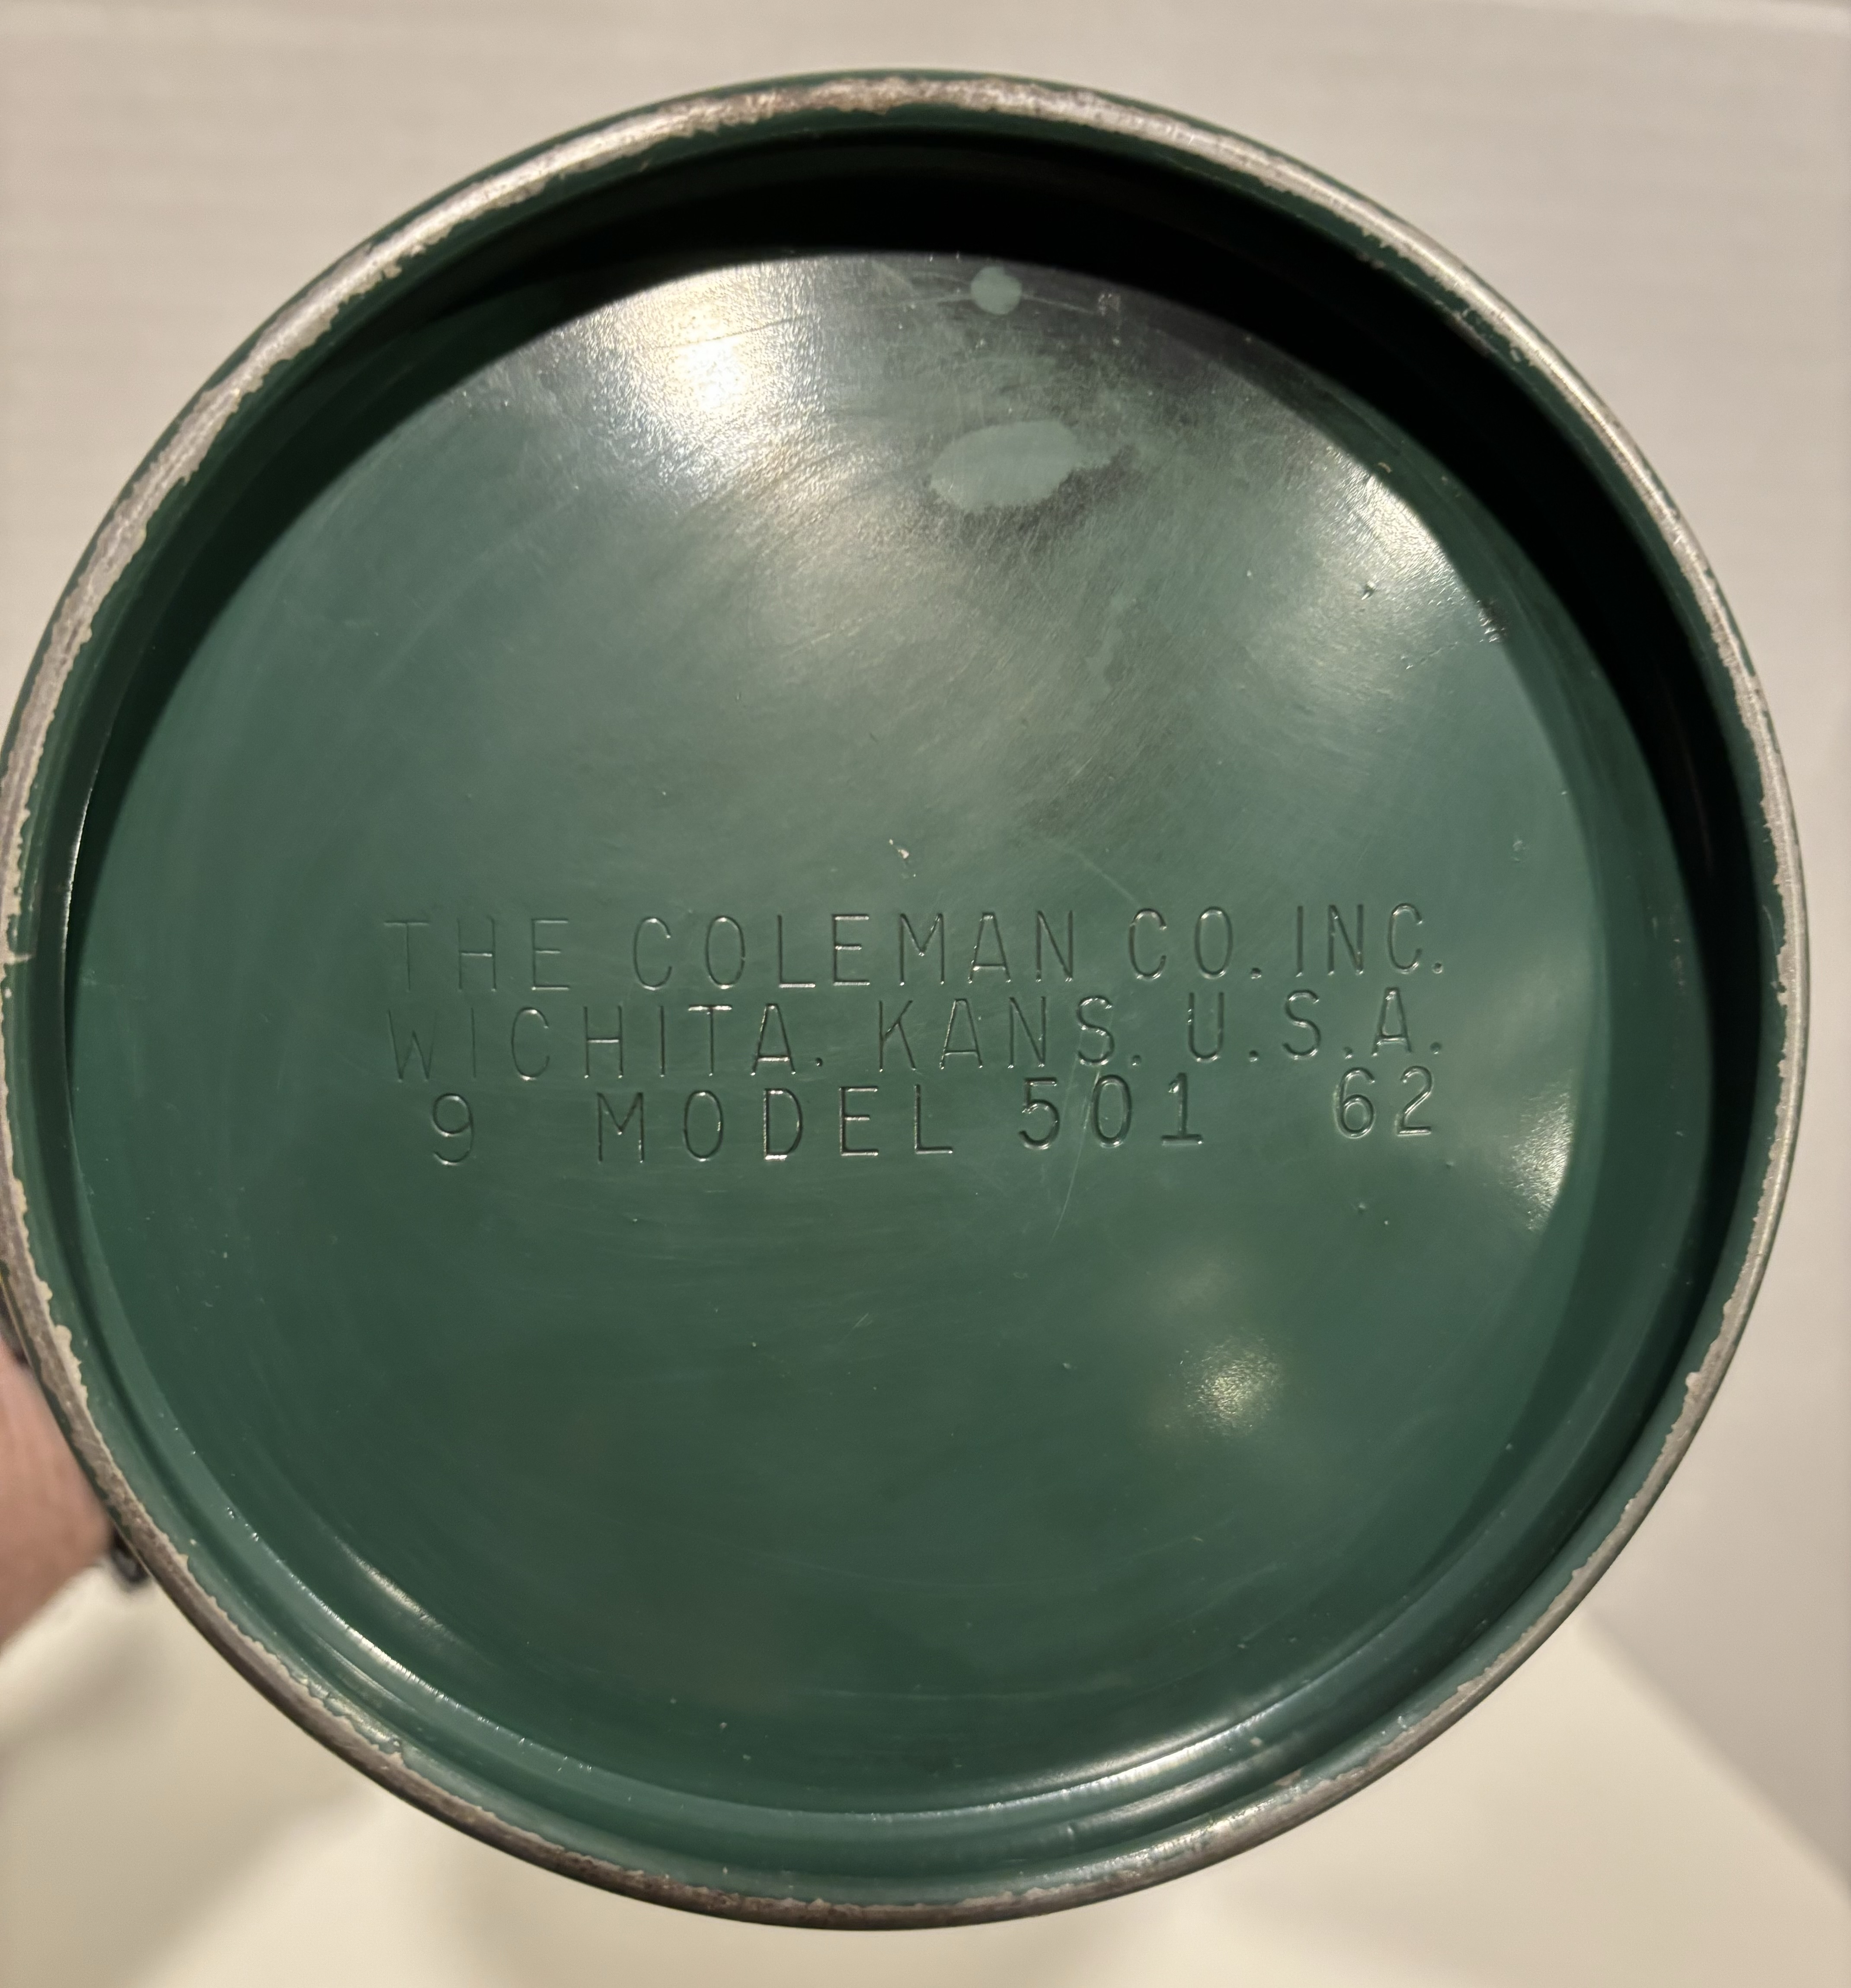 THE COLEMAN CO. INC.
WICHITA. KANS. U.S.A.
9 MODEL 501 62